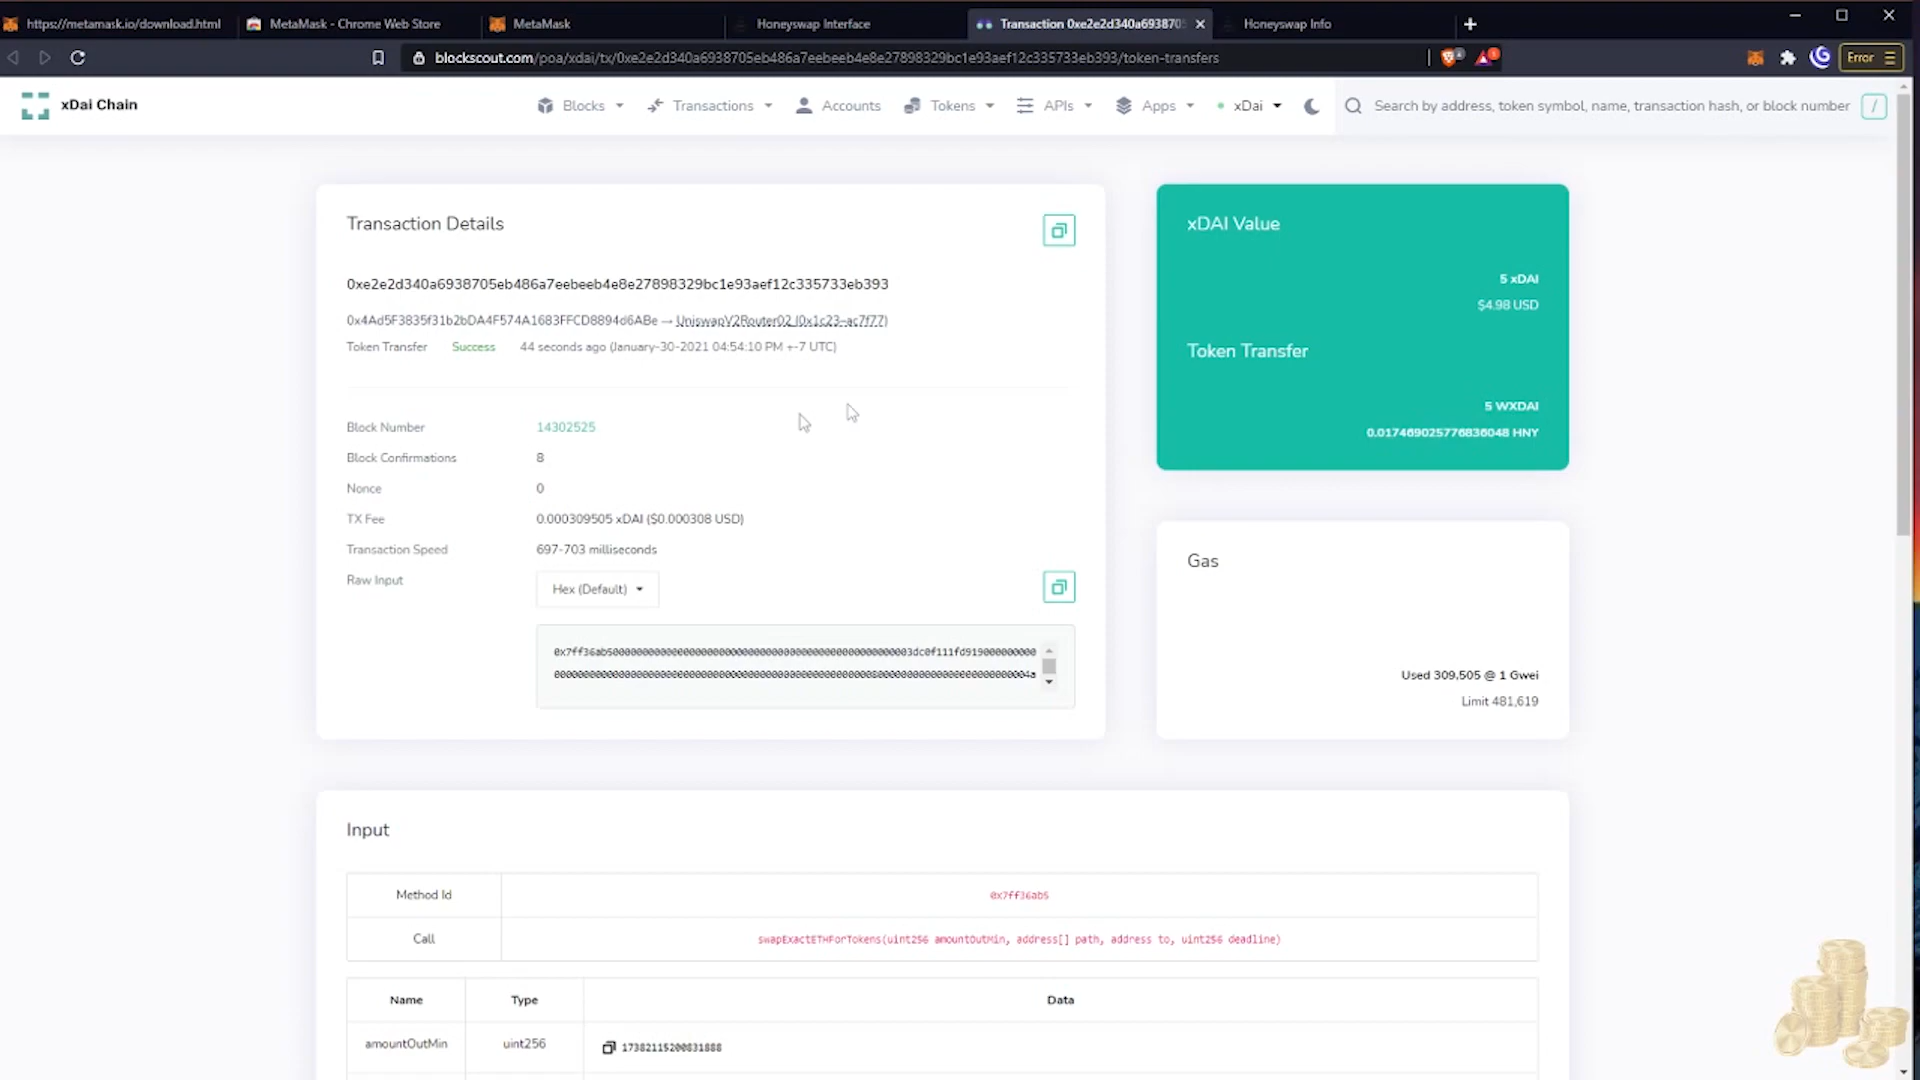 https://metamask.io/download.html
MetaMask - Chrome Web Store
MetaMask
Honeyswap Interface
Transaction 0xe2e2d340a6938705
Honeyswap Info
blockscout.com/poa/xdai/tx/0xe2e2d340a6938705eb486a7eebeeb4e8e27898329bc1e93aef12c335733eb393/token-transfers
Error
xDai Chain
Blocks
Transactions
Accounts
Tokens
APIs
Apps
xDai
Search by address, token symbol, name, transaction hash, or block number
/
Transaction Details
0xe2e2d340a6938705eb486a7eebeeb4e8e27898329bc1e93aef12c335733eb393
0x4Ad5F3835f31b2bDA4F574A1683FFCD8894d6ABe → UniswapV2Router02 (0x1c23–ac7f77)
Token Transfer Success 44 seconds ago (January-30-2021 04:54:10 PM +-7 UTC)
Block Number 14302525
Block Confirmations 8
Nonce 0
TX Fee 0.000309505 xDAI ($0.000308 USD)
Transaction Speed 697-703 milliseconds
Raw Input
Hex (Default)
xDAI Value
5 xDAI
$4.98 USD
Token Transfer
5 WXDAI
0.017469025776836048 HNY
Gas
Used 309,505 @ 1 Gwei
Limit 481,619
Input
Method Id 0x7ff36ab5
Call swapExactETHForTokens(uint256 amountOutMin, address[] path, address to, uint256 deadline)
Name Type Data
amountOutMin uint256 17382115200831888